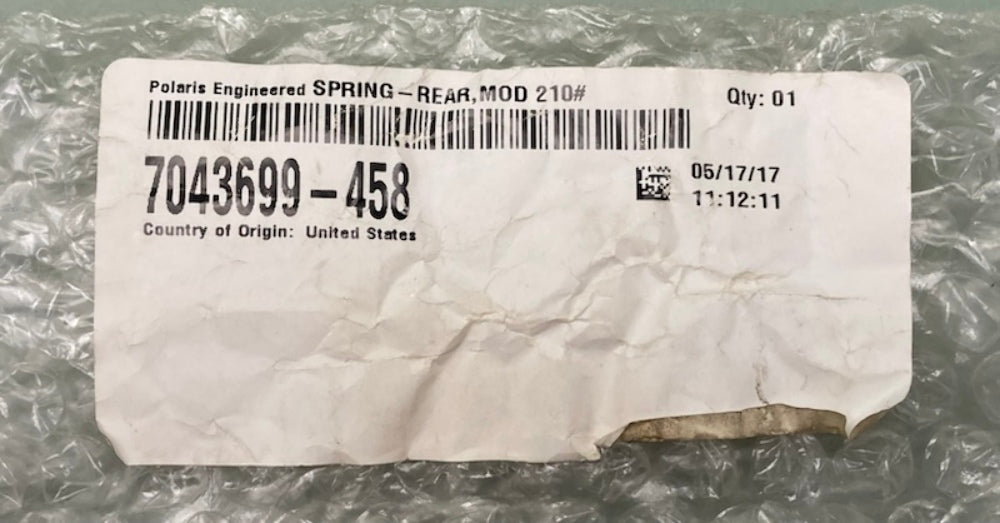 Polaris Engineered SPRING-REAR,MOD 210#
Qty: 01
7043699-458
05/17/17
11:12:11
Country of Origin: United States